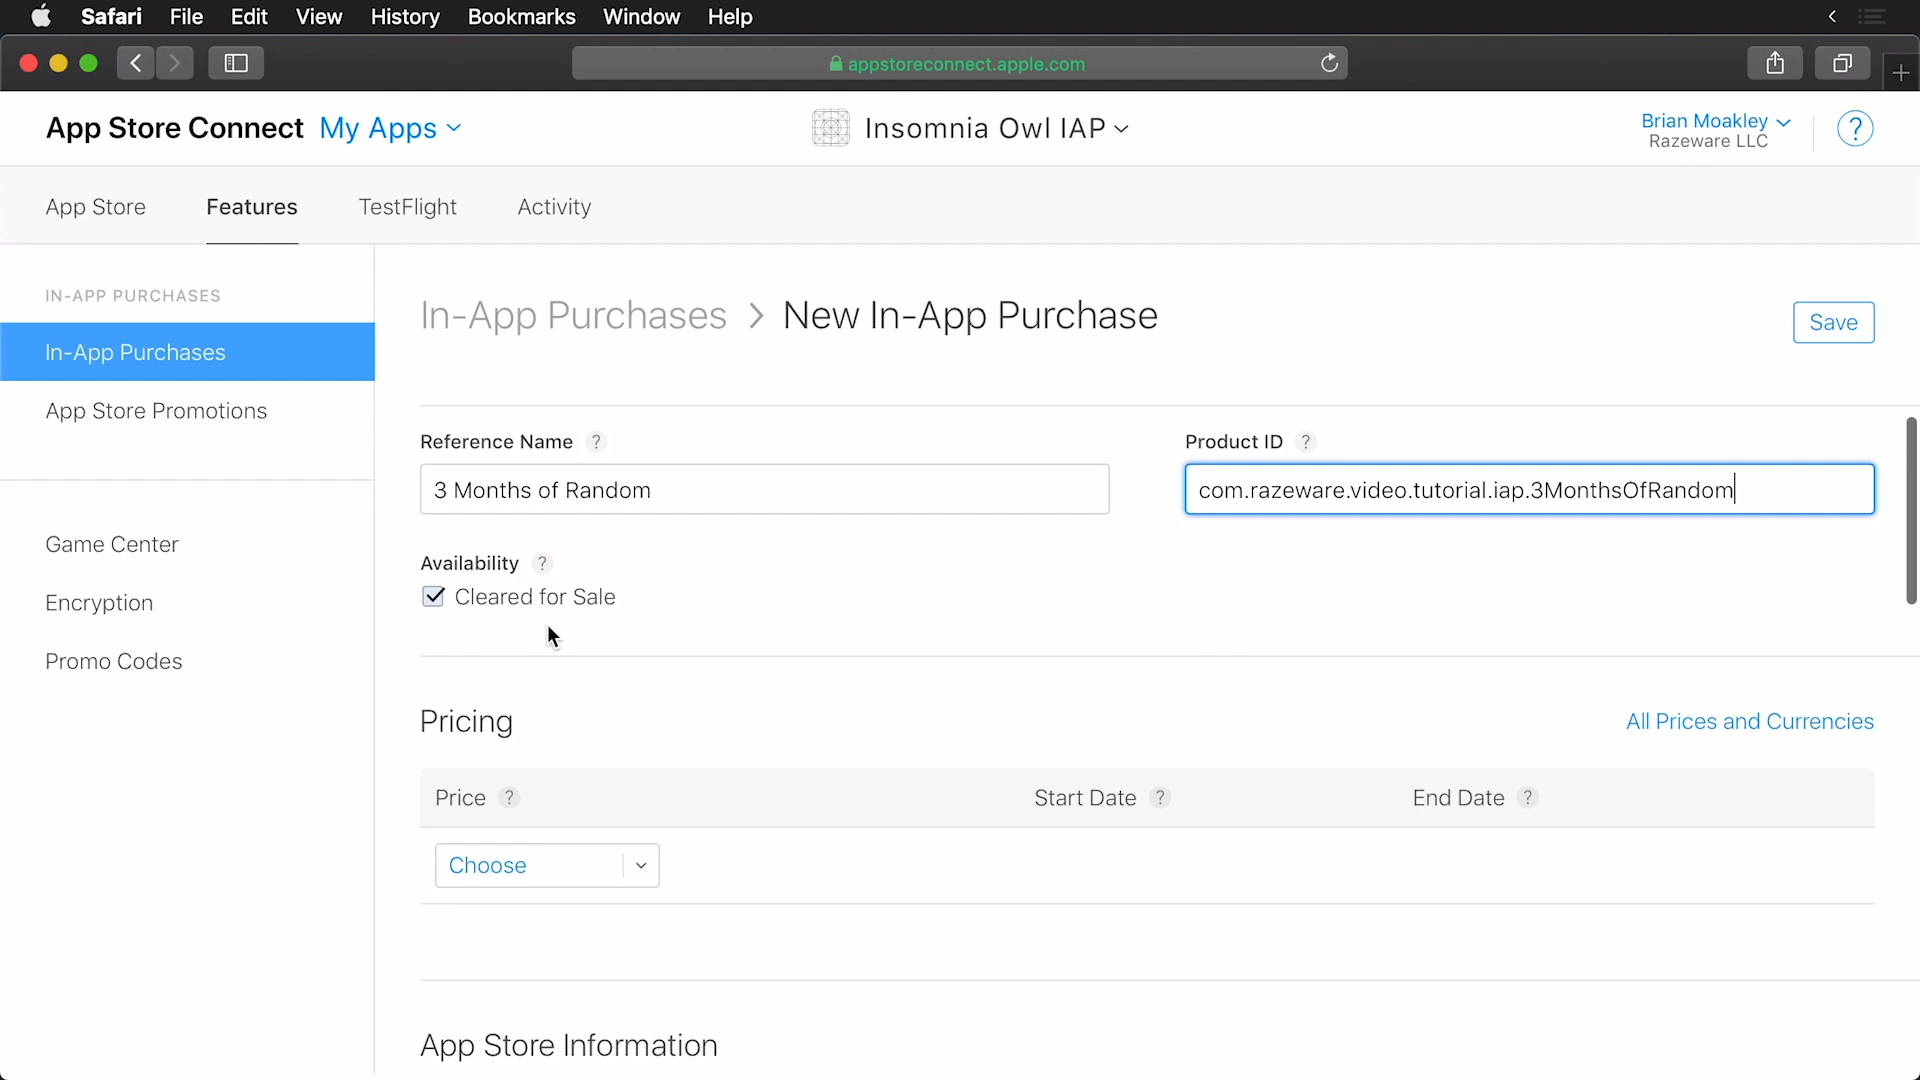 Safari File Edit View History Bookmarks Window Help
appstoreconnect.apple.com
App Store Connect My Apps
Insomnia Owl IAP
Brian Moakley
Razeware LLC
?
App Store Features TestFlight Activity
IN-APP PURCHASES
In-App Purchases
App Store Promotions
Game Center
Encryption
Promo Codes
In-App Purchases > New In-App Purchase
Save
Reference Name ?
Product ID ?
3 Months of Random
com.razeware.video.tutorial.iap.3MonthsOfRandom
Availability ?
Cleared for Sale
Pricing
All Prices and Currencies
Price ? Start Date ? End Date ?
Choose
App Store Information